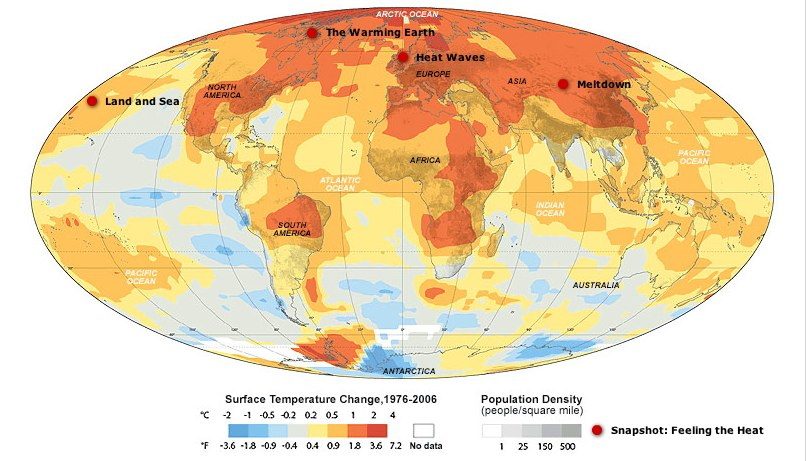 ARCTIC OCEAN
The Warming Earth
Heat Waves
EUROPE
ASIA
Meltdown
NORTH
AMERICA
Land and Sea
PACIFIC
OCEAN
AFRICA
ATLANTIC
OCEAN
INDIAN
OCEAN
SOUTH
AMERICA
PACIFIC
OCEAN
AUSTRALIA
ANTARCTICA
Surface Temperature Change,1976-2006
°C -2 -1 -0.5 -0.2 0.2 0.5 1 2 4
°F -3.6 -1.8 -0.9 -0.4 0.4 0.9 1.8 3.6 7.2
No data
Population Density
(people/square mile)
1 25 150 500
Snapshot: Feeling the Heat